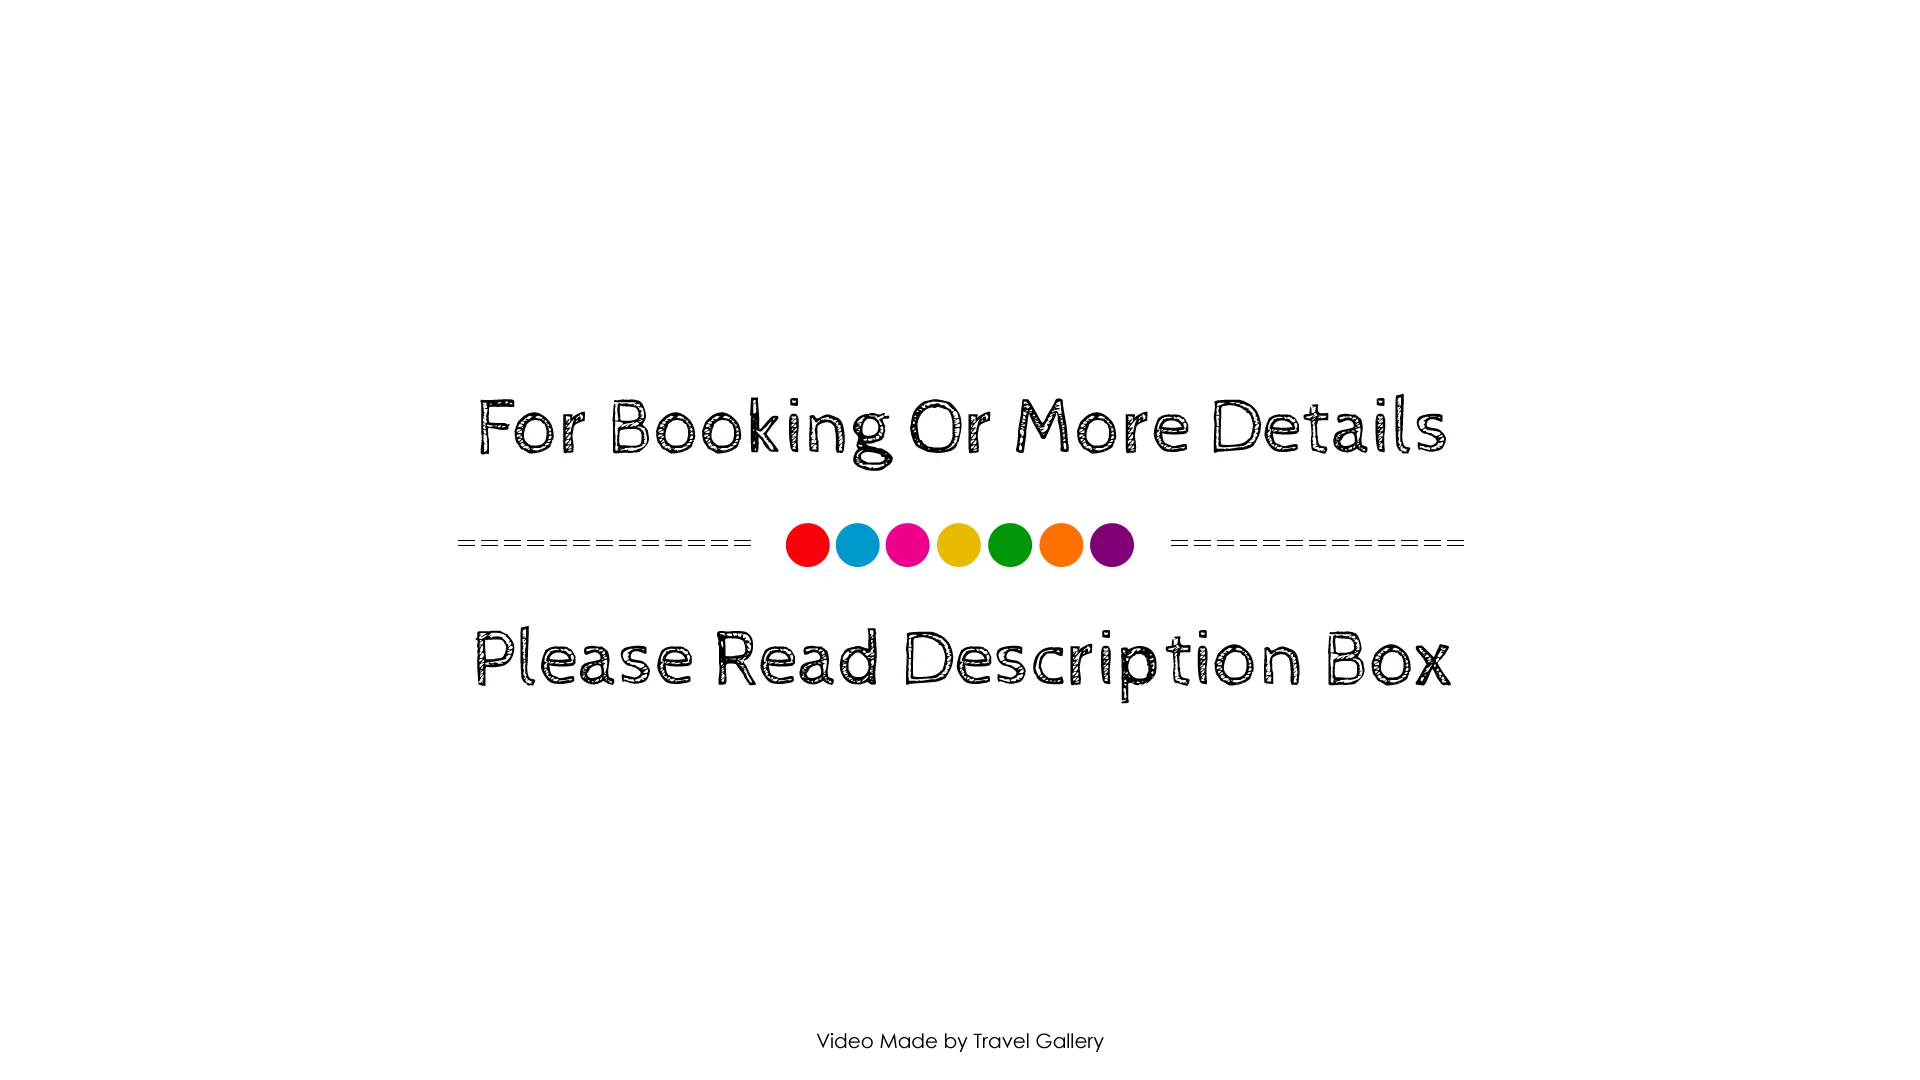 For Booking Or More Details
============= =============
Please Read Description Box
Video Made by Travel Gallery